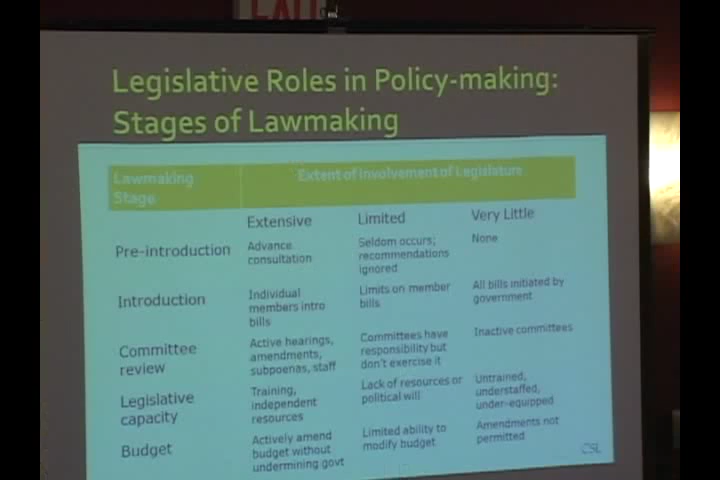 Legislative Roles in Policy-making:
Stages of Lawmaking
Lawmaking
Stage
Extent of Involvement of Legislature
Extensive
Limited
Very Little
Pre-introduction
Advance
consultation
Seldom occurs;
recommendations
ignored
None
Introduction
Individual
members intro
bills
Limits on member
bills
All bills initiated by
government
Committee
review
Active hearings,
amendments,
subpoenas, staff
Committees have
responsibility but
don't exercise it
Inactive committees
Legislative
capacity
Training,
independent
resources
Lack of resources or
political will
Untrained,
understaffed,
under-equipped
Budget
Actively amend
budget without
undermining govt
Limited ability to
modify budget
Amendments not
permitted
CSL